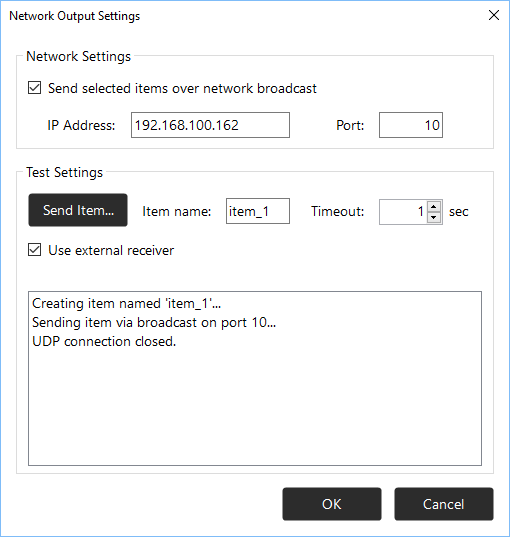 Network Output Settings
Network Settings
Send selected items over network broadcast
IP Address: 192.168.100.162 Port: 10
Test Settings
Send Item... Item name: item_1 Timeout: 1 sec
Use external receiver
Creating item named 'item_1'...
Sending item via broadcast on port 10...
UDP connection closed.
OK Cancel